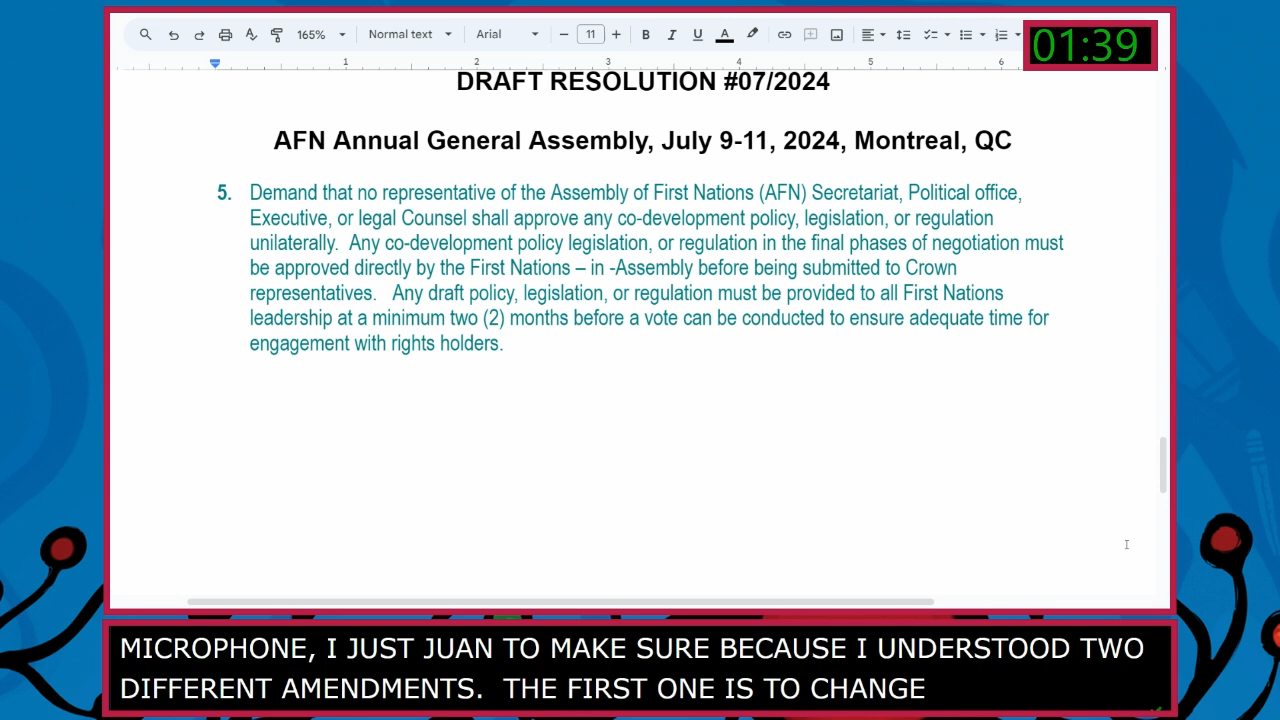 165% Normal text Arial 11 B I U A
01:39
1 2 3 4 5 6
DRAFT RESOLUTION #07/2024
AFN Annual General Assembly, July 9-11, 2024, Montreal, QC
5. Demand that no representative of the Assembly of First Nations (AFN) Secretariat, Political office,
Executive, or legal Counsel shall approve any co-development policy, legislation, or regulation
unilaterally.  Any co-development policy legislation, or regulation in the final phases of negotiation must
be approved directly by the First Nations – in -Assembly before being submitted to Crown
representatives.   Any draft policy, legislation, or regulation must be provided to all First Nations
leadership at a minimum two (2) months before a vote can be conducted to ensure adequate time for
engagement with rights holders.
MICROPHONE, I JUST JUAN TO MAKE SURE BECAUSE I UNDERSTOOD TWO
DIFFERENT AMENDMENTS.  THE FIRST ONE IS TO CHANGE